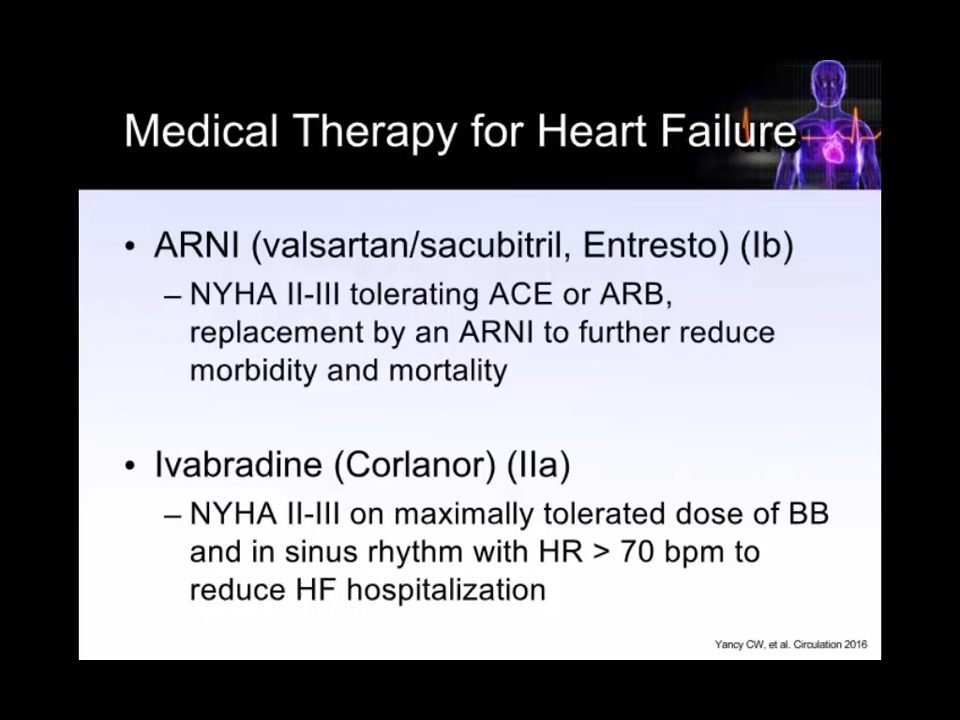 Medical Therapy for Heart Failure
• ARNI (valsartan/sacubitril, Entresto) (Ib)
– NYHA II-III tolerating ACE or ARB,
replacement by an ARNI to further reduce
morbidity and mortality
• Ivabradine (Corlanor) (IIa)
– NYHA II-III on maximally tolerated dose of BB
and in sinus rhythm with HR > 70 bpm to
reduce HF hospitalization
Yancy CW, et al. Circulation 2016